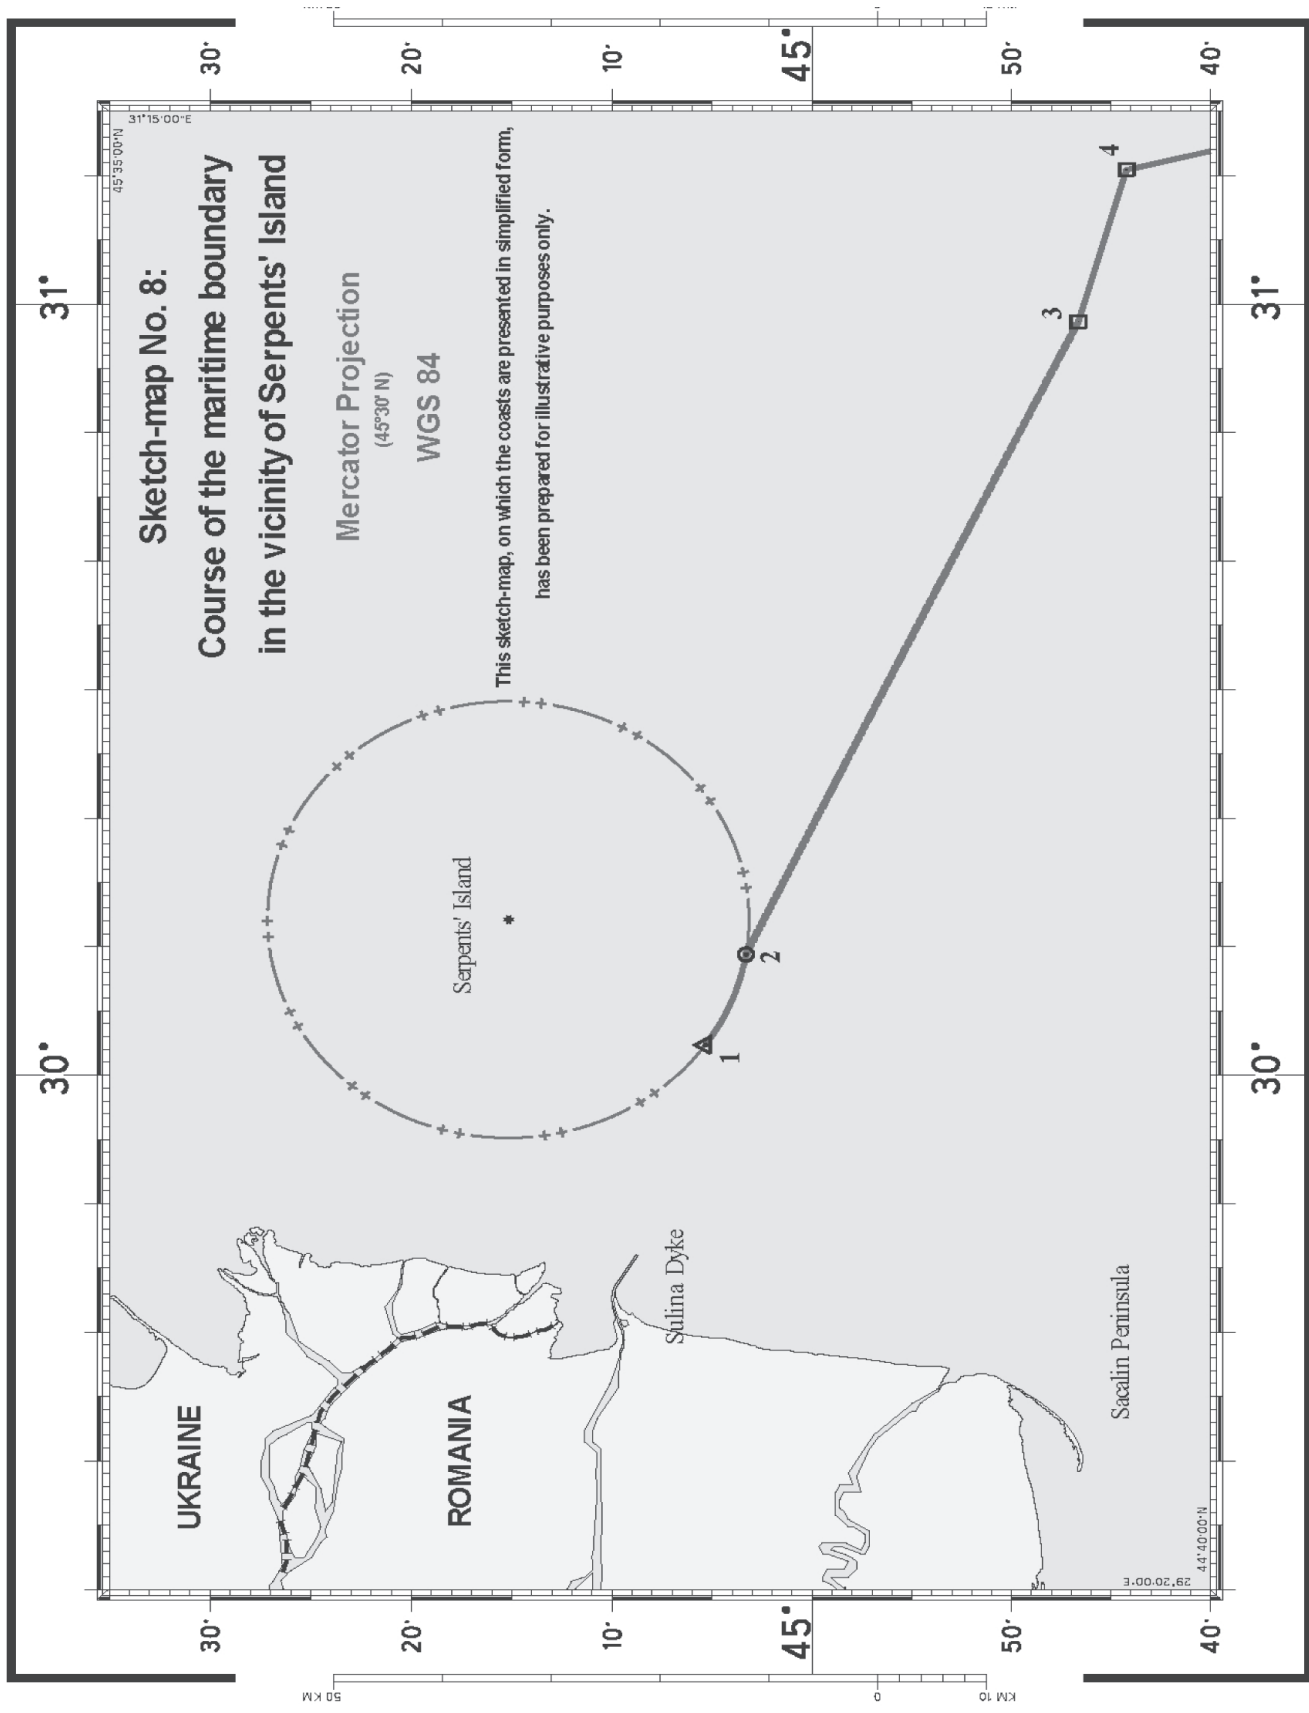 Sketch-map No. 8:
Course of the maritime boundary
in the vicinity of Serpents' Island
Mercator Projection
(45°30' N)
WGS 84
This sketch-map, on which the coasts are presented in simplified form,
has been prepared for illustrative purposes only.
45°35'00"N
31°15'00"E
30°
31°
30'
20'
10'
45°
50'
40'
30'
20'
10'
45°
50'
40'
UKRAINE
ROMANIA
Serpents' Island
Sulina Dyke
Sacalin Peninsula
1
2
3
4
29°20'00"E
44°40'00"N
30°
31°
50 KM
0
KM 10